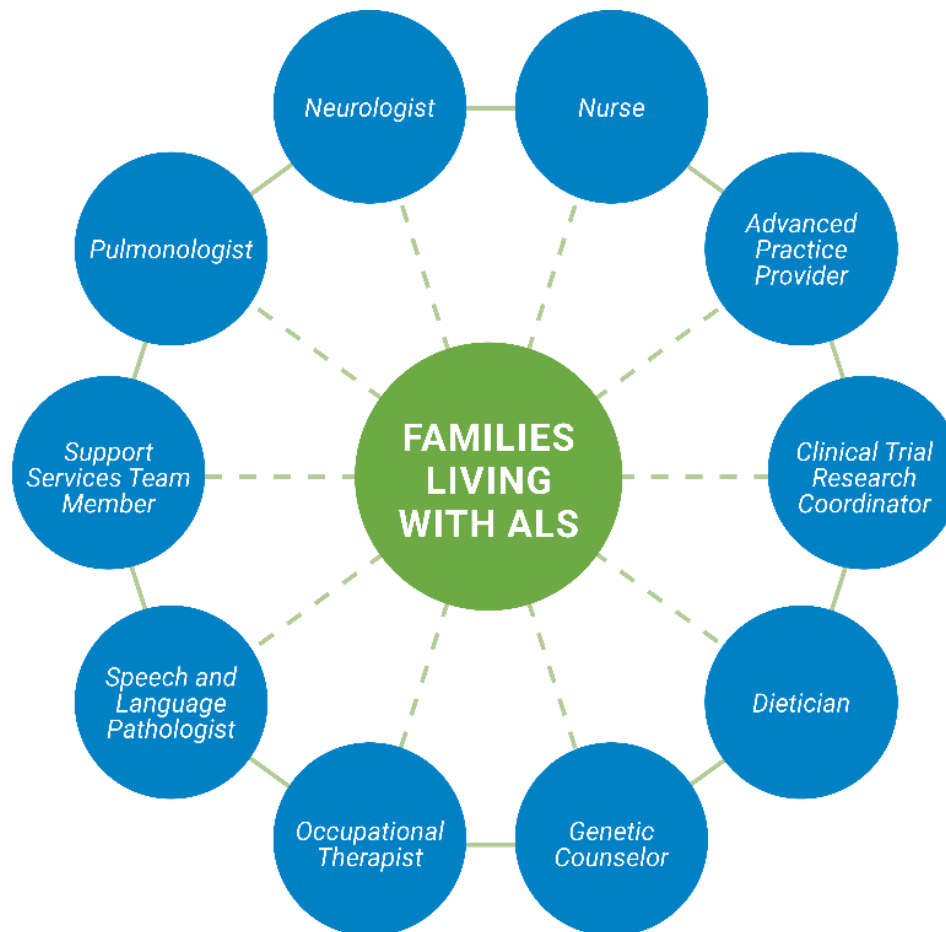 Neurologist
Nurse
Pulmonologist
Advanced
Practice
Provider
FAMILIES
LIVING
WITH ALS
Support
Services Team
Member
Clinical Trial
Research
Coordinator
Speech and
Language
Pathologist
Dietician
Occupational
Therapist
Genetic
Counselor